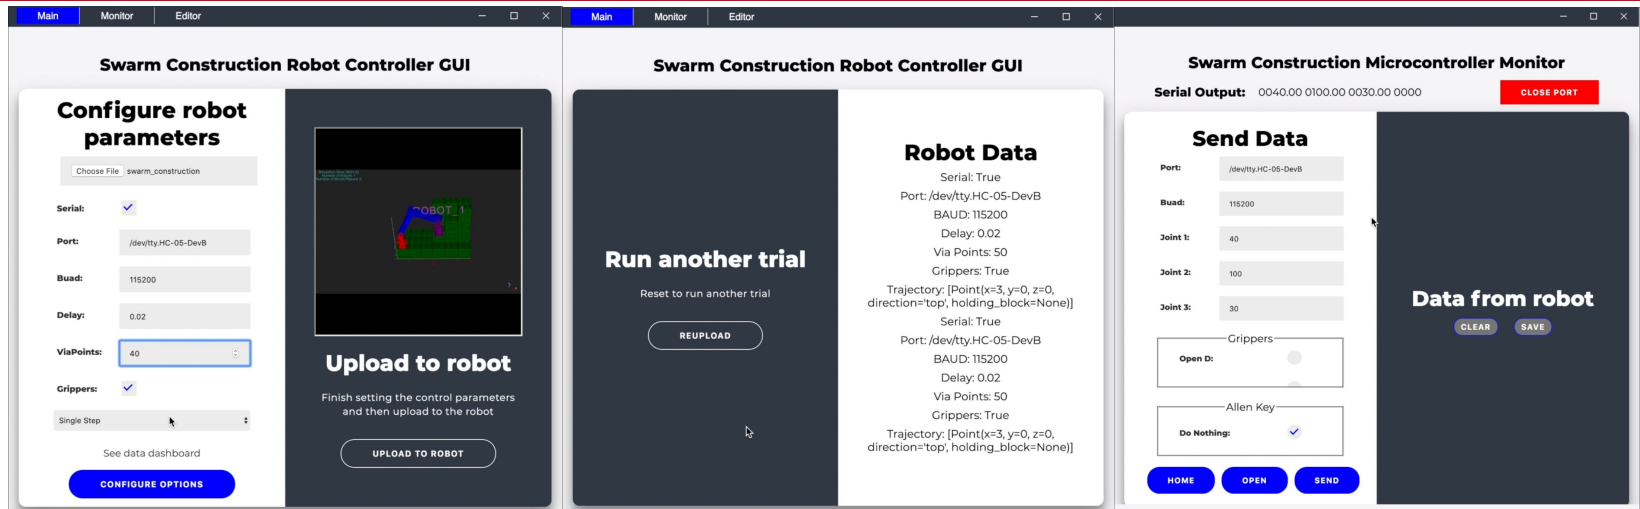 Main Monitor Editor
Swarm Construction Robot Controller GUI
Configure robot
parameters
Choose File swarm_construction
Serial:
Port: /dev/tty.HC-05-DevB
Buad: 115200
Delay: 0.02
ViaPoints: 40
Grippers:
Single Step
See data dashboard
CONFIGURE OPTIONS
ROBOT_1
Upload to robot
Finish setting the control parameters
and then upload to the robot
UPLOAD TO ROBOT
Main Monitor Editor
Swarm Construction Robot Controller GUI
Run another trial
Reset to run another trial
REUPLOAD
Robot Data
Serial: True
Port: /dev/tty.HC-05-DevB
BAUD: 115200
Delay: 0.02
Via Points: 50
Grippers: True
Trajectory: [Point(x=3, y=0, z=0,
direction='top', holding_block=None)]
Serial: True
Port: /dev/tty.HC-05-DevB
BAUD: 115200
Delay: 0.02
Via Points: 50
Grippers: True
Trajectory: [Point(x=3, y=0, z=0,
direction='top', holding_block=None)]
Swarm Construction Microcontroller Monitor
Serial Output: 0040.00 0100.00 0030.00 0000
CLOSE PORT
Send Data
Port: /dev/tty.HC-05-DevB
Buad: 115200
Joint 1: 40
Joint 2: 100
Joint 3: 30
Grippers
Open D:
Allen Key
Do Nothing:
HOME OPEN SEND
Data from robot
CLEAR SAVE